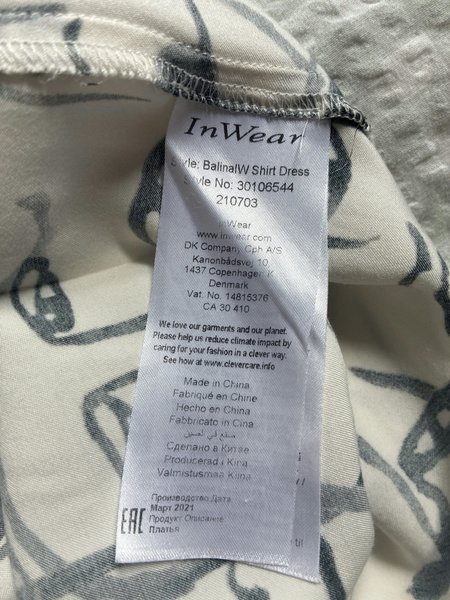 InWear
Style: BalinaIW Shirt Dress
Style No: 30106544
210703
InWear
www.inwear.com
DK Company Cph A/S
Kanonbådsvej 10
1437 Copenhagen K
Denmark
Vat. No. 14815376
CA 30 410
We love our garments and our planet.
Please help us reduce climate impact by
caring for your fashion in a clever way.
See how at www.clevercare.info
Made in China
Fabriqué en Chine
Hecho en China
Fabbricato in Cina
صنع في الصين
Сделано в Китае
Producerad i Kina
Valmistusmaa Kiina
Производство Дата:
Март 2021
EAC
Продукт Описание
Платья